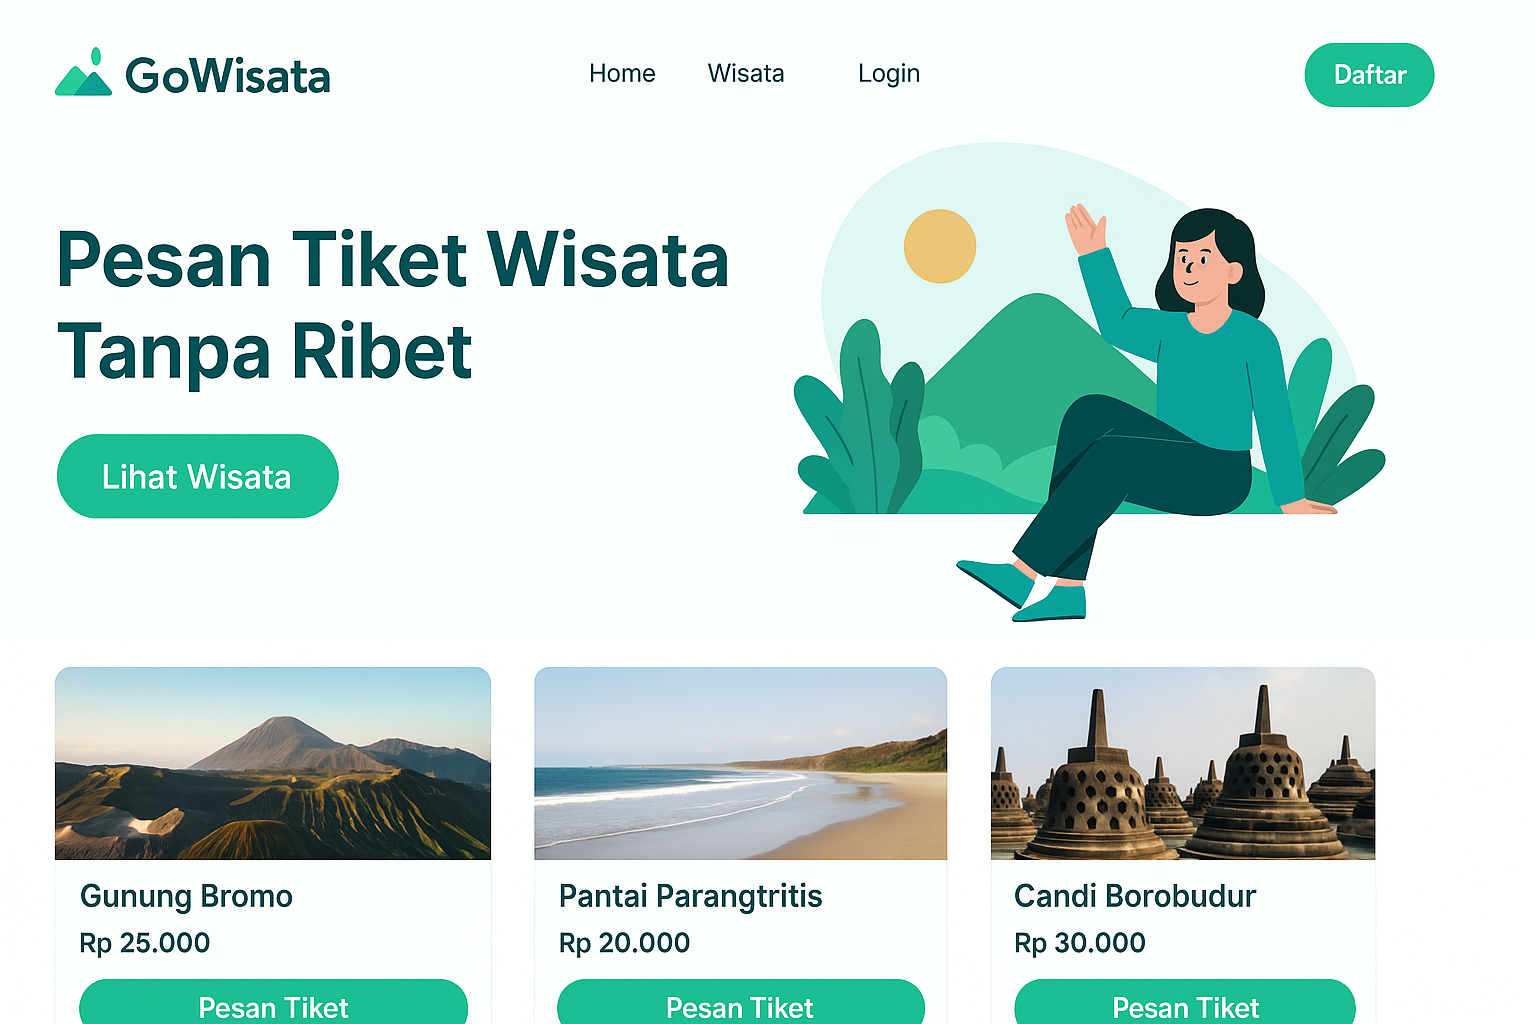 GoWisata
Home
Wisata
Login
Daftar
Pesan Tiket Wisata
Tanpa Ribet
Lihat Wisata
Gunung Bromo
Rp 25.000
Pesan Tiket
Pantai Parangtritis
Rp 20.000
Pesan Tiket
Candi Borobudur
Rp 30.000
Pesan Tiket